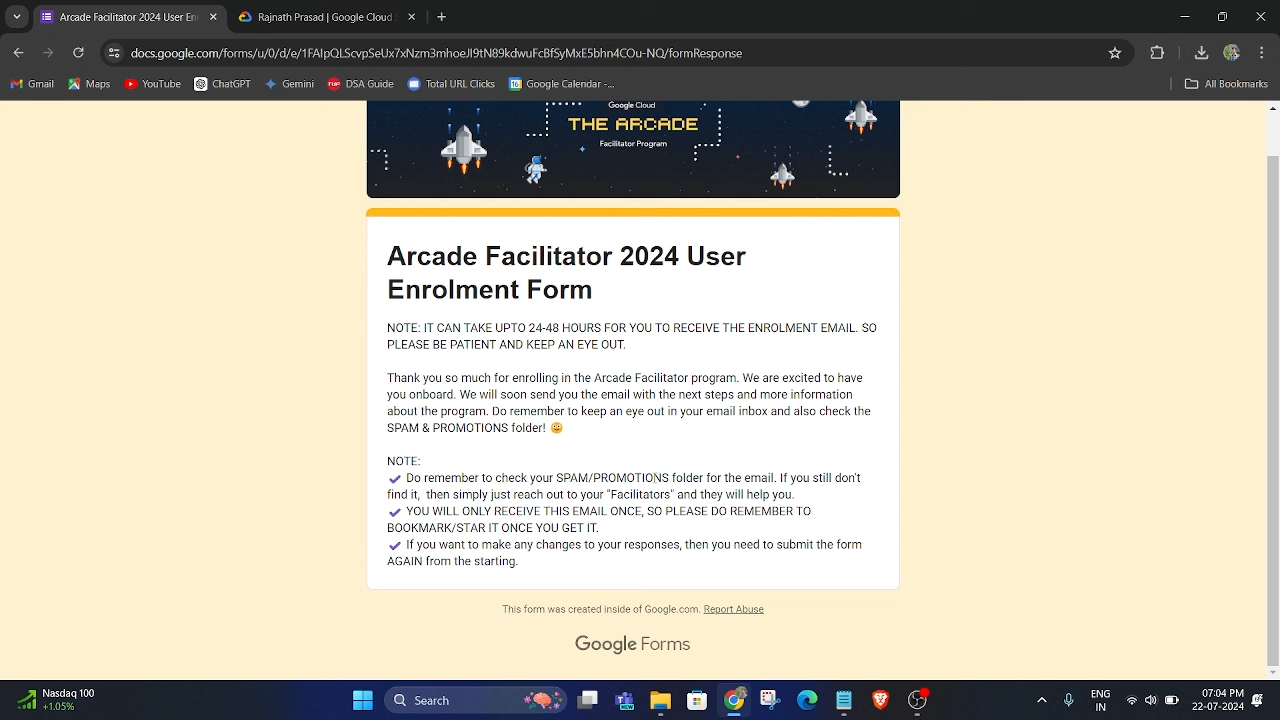 Arcade Facilitator 2024 User En
Rajnath Prasad | Google Cloud
docs.google.com/forms/u/0/d/e/1FAIpQLScvpSeUx7xNzm3mhoeJl9tN89kdwuFcBfSyMxE5bhn4COu-NQ/formResponse
Gmail Maps YouTube ChatGPT Gemini DSA Guide Total URL Clicks Google Calendar -... All Bookmarks
Google Cloud
THE ARCADE
Facilitator Program
Arcade Facilitator 2024 User
Enrolment Form
NOTE: IT CAN TAKE UPTO 24-48 HOURS FOR YOU TO RECEIVE THE ENROLMENT EMAIL. SO
PLEASE BE PATIENT AND KEEP AN EYE OUT.
Thank you so much for enrolling in the Arcade Facilitator program. We are excited to have
you onboard. We will soon send you the email with the next steps and more information
about the program. Do remember to keep an eye out in your email inbox and also check the
SPAM & PROMOTIONS folder! 😀
NOTE:
✔ Do remember to check your SPAM/PROMOTIONS folder for the email. If you still don't
find it, then simply just reach out to your "Facilitators" and they will help you.
✔ YOU WILL ONLY RECEIVE THIS EMAIL ONCE, SO PLEASE DO REMEMBER TO
BOOKMARK/STAR IT ONCE YOU GET IT.
✔ If you want to make any changes to your responses, then you need to submit the form
AGAIN from the starting.
This form was created inside of Google.com. Report Abuse
Google Forms
Nasdaq 100
+1.05%
Search
ENG
IN
07:04 PM
22-07-2024